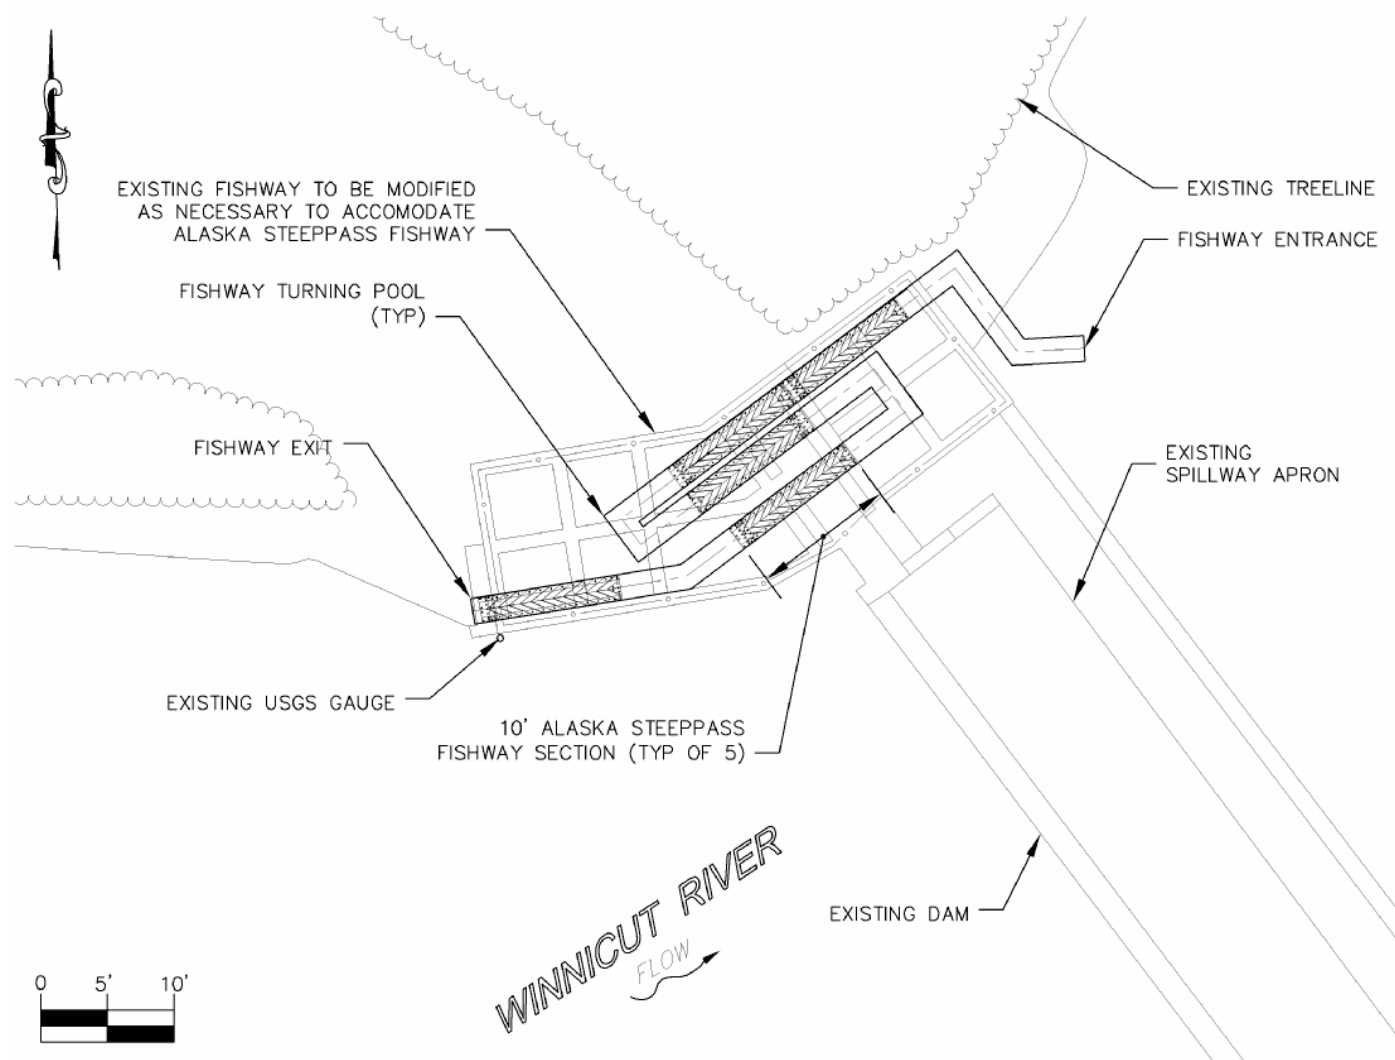 EXISTING FISHWAY TO BE MODIFIED
AS NECESSARY TO ACCOMODATE
ALASKA STEEPPASS FISHWAY
EXISTING TREELINE
FISHWAY ENTRANCE
FISHWAY TURNING POOL
(TYP)
FISHWAY EXIT
EXISTING
SPILLWAY APRON
EXISTING USGS GAUGE
10' ALASKA STEEPPASS
FISHWAY SECTION (TYP OF 5)
WINNICUT RIVER
FLOW
EXISTING DAM
0 5' 10'